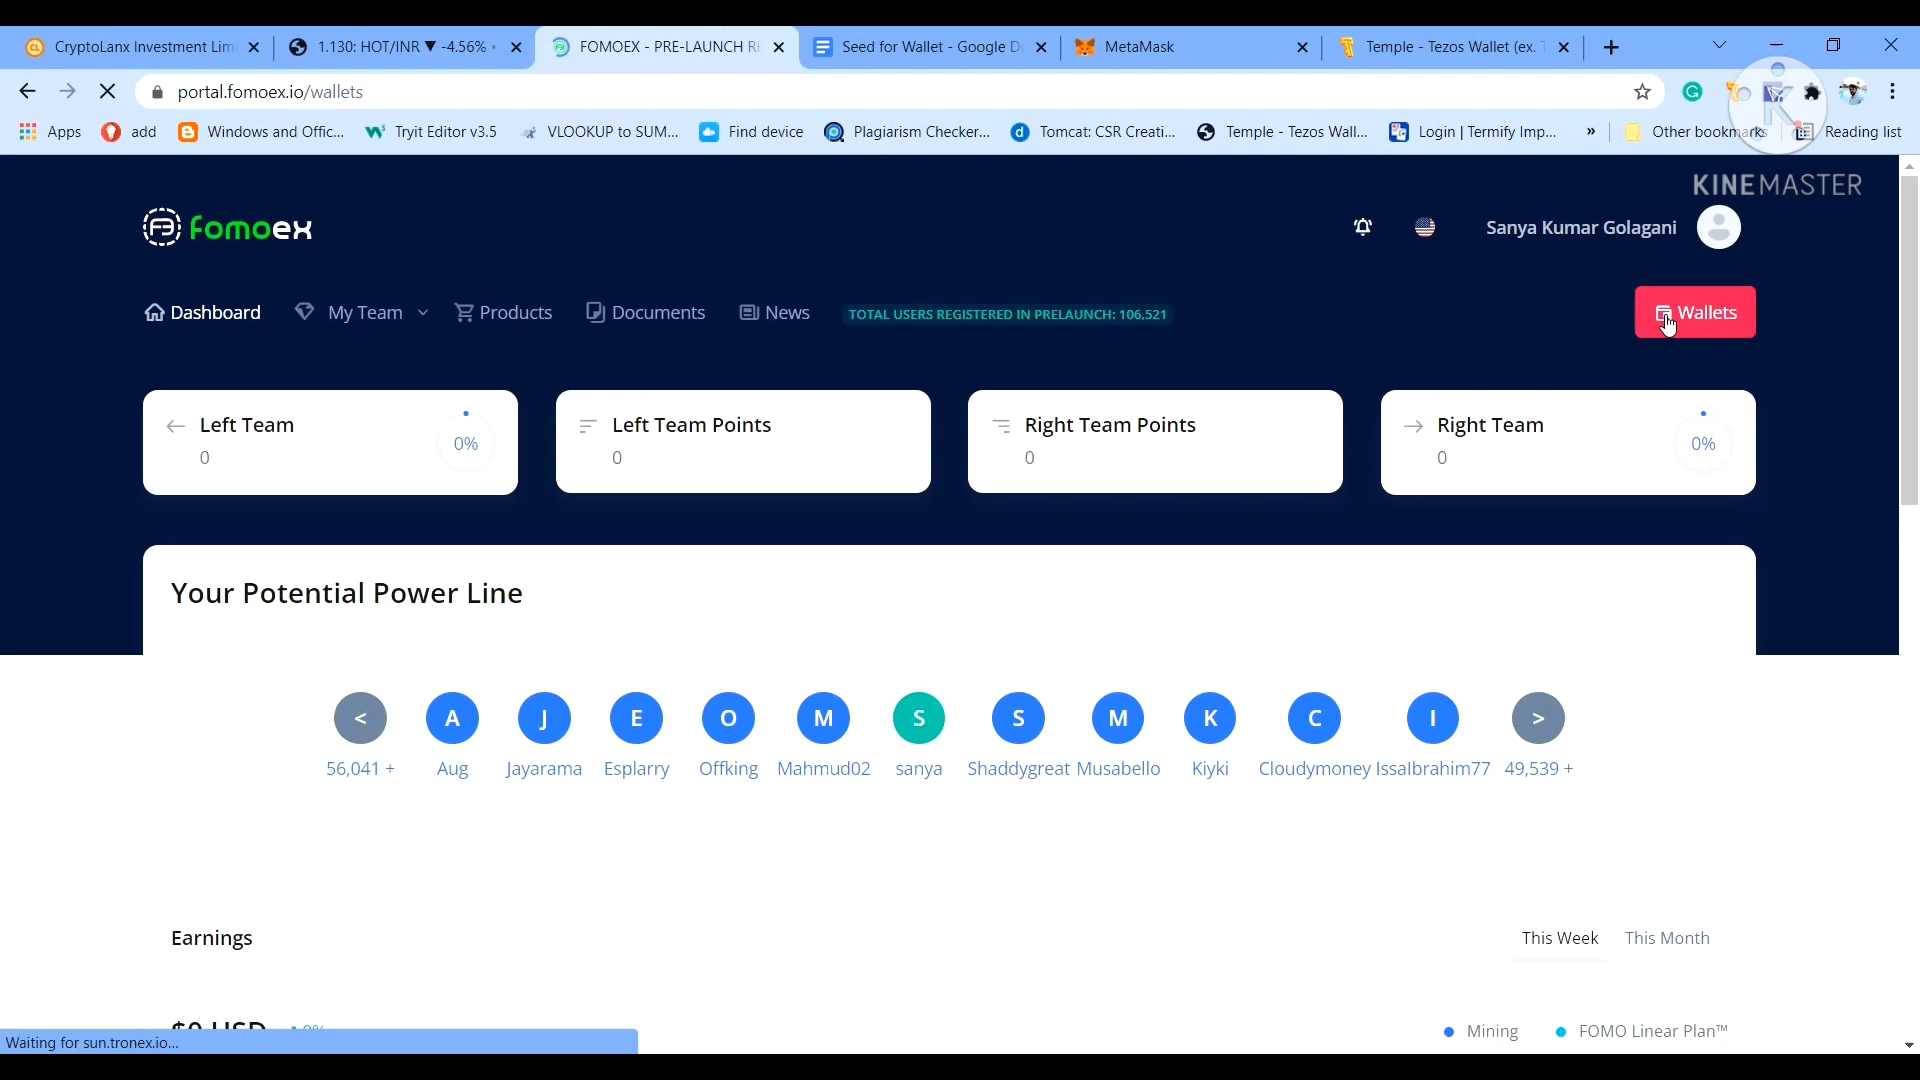 CryptoLanx Investment Lim
1.130: HOT/INR ▼ -4.56%
FOMOEX - PRE-LAUNCH RE
Seed for Wallet - Google D
MetaMask
Temple - Tezos Wallet (ex. T
portal.fomoex.io/wallets
Apps
add
Windows and Offic...
Tryit Editor v3.5
VLOOKUP to SUM...
Find device
Plagiarism Checker...
Tomcat: CSR Creati...
Temple - Tezos Wall...
Login | Termify Imp...
»
Other bookmarks
Reading list
KINEMASTER
fomoex
Sanya Kumar Golagani
Dashboard
My Team
Products
Documents
News
TOTAL USERS REGISTERED IN PRELAUNCH: 106,521
Wallets
Left Team
0
0%
Left Team Points
0
Right Team Points
0
Right Team
0
0%
Your Potential Power Line
< A J E O M S S M K C I >
56,041 + Aug Jayarama Esplarry Offking Mahmud02 sanya Shaddygreat Musabello Kiyki Cloudymoney IssaIbrahim77 49,539 +
Earnings
This Week This Month
$0 USD 0%
Mining FOMO Linear Plan™
Waiting for sun.tronex.io...